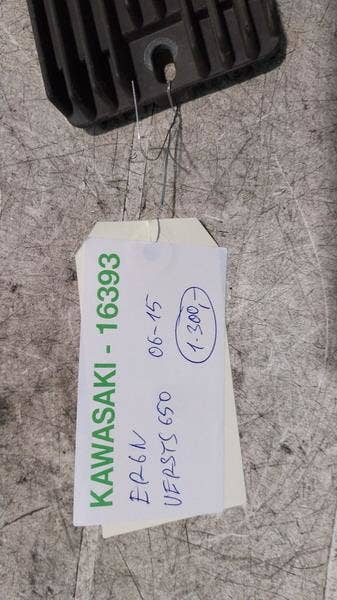 KAWASAKI - 16393
ER6N 06-15
VERSYS 650 1.300,-